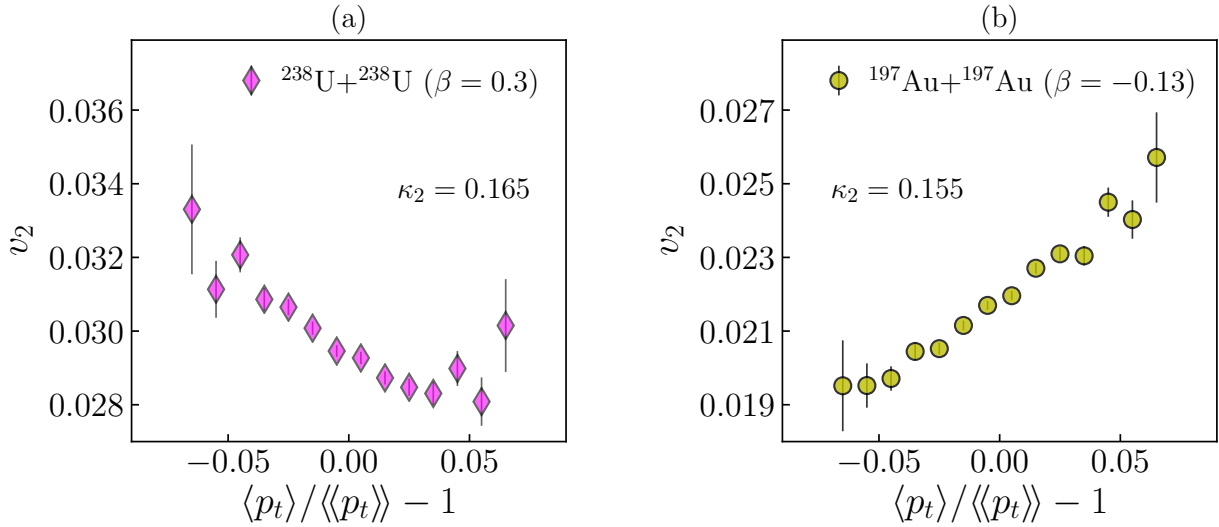 (a)
²³⁸U+²³⁸U (β = 0.3)
κ₂ = 0.165
0.036
0.034
0.032
0.030
0.028
v₂
−0.05
0.00
0.05
⟨pₜ⟩/⟨⟨pₜ⟩⟩ − 1
(b)
¹⁹⁷Au+¹⁹⁷Au (β = −0.13)
κ₂ = 0.155
0.027
0.025
0.023
0.021
0.019
v₂
−0.05
0.00
0.05
⟨pₜ⟩/⟨⟨pₜ⟩⟩ − 1